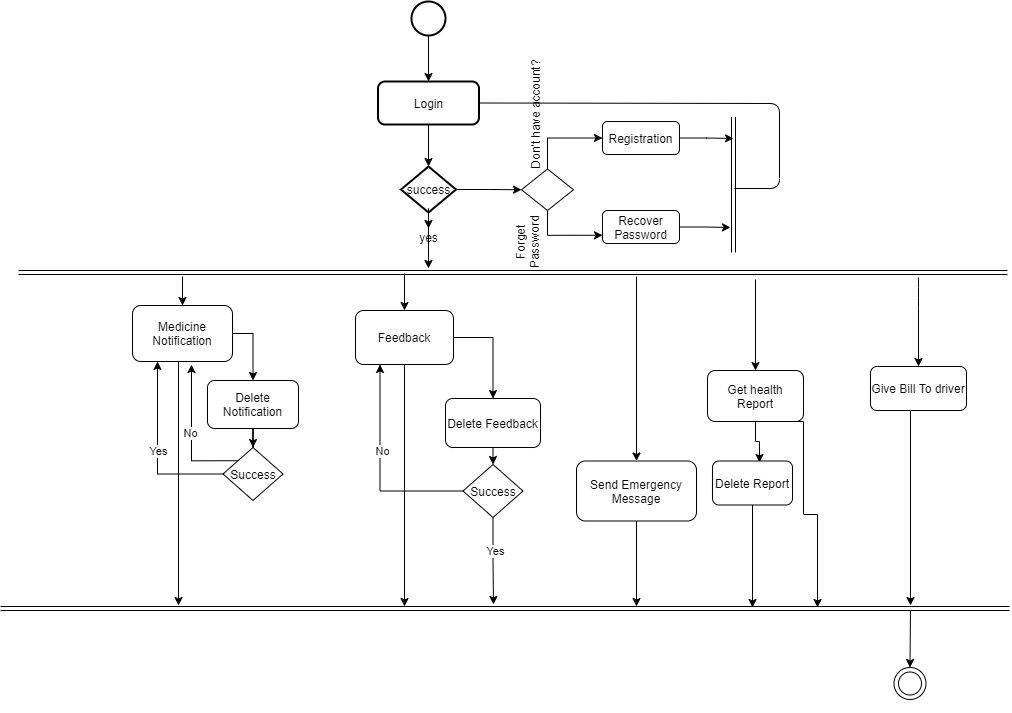 Login
Don't have account?
Registration
success
Recover
Password
Forget
Password
yes
Medicine
Notification
Feedback
Delete
Notification
Get health
Report
Give Bill To driver
Delete Feedback
No
Yes
Success
No
Success
Send Emergency
Message
Delete Report
Yes